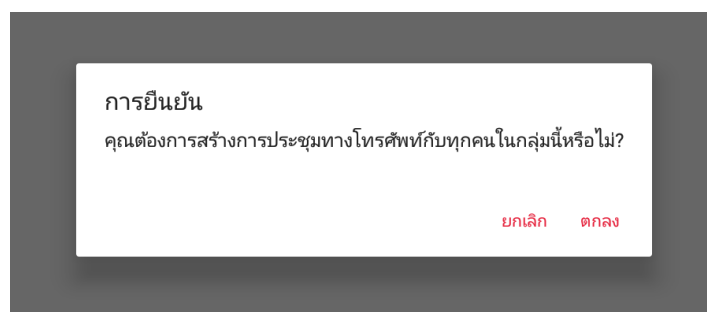 การยืนยัน
คุณต้องการสร้างการประชุมทางโทรศัพท์กับทุกคนในกลุ่มนี้หรือไม่?
ยกเลิก ตกลง